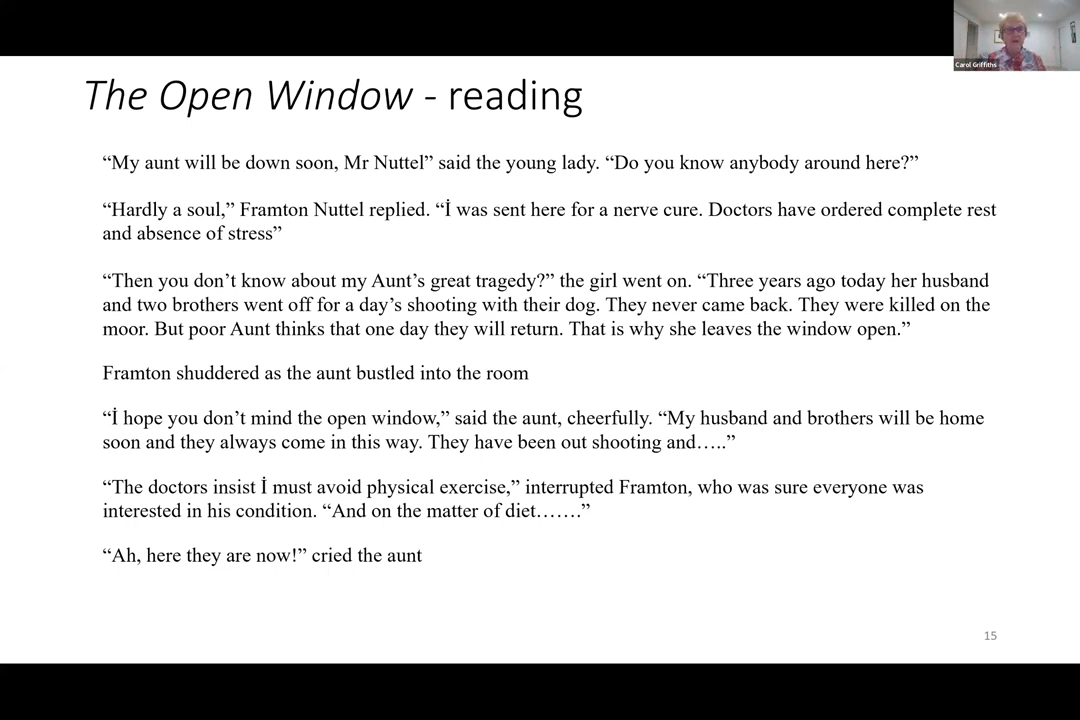 Carol Griffiths
The Open Window - reading
“My aunt will be down soon, Mr Nuttel” said the young lady. “Do you know anybody around here?”
“Hardly a soul,” Framton Nuttel replied. “İ was sent here for a nerve cure. Doctors have ordered complete rest
and absence of stress”
“Then you don’t know about my Aunt’s great tragedy?” the girl went on. “Three years ago today her husband
and two brothers went off for a day’s shooting with their dog. They never came back. They were killed on the
moor. But poor Aunt thinks that one day they will return. That is why she leaves the window open.”
Framton shuddered as the aunt bustled into the room
“İ hope you don’t mind the open window,” said the aunt, cheerfully. “My husband and brothers will be home
soon and they always come in this way. They have been out shooting and…..”
“The doctors insist İ must avoid physical exercise,” interrupted Framton, who was sure everyone was
interested in his condition. “And on the matter of diet…….”
“Ah, here they are now!” cried the aunt
15